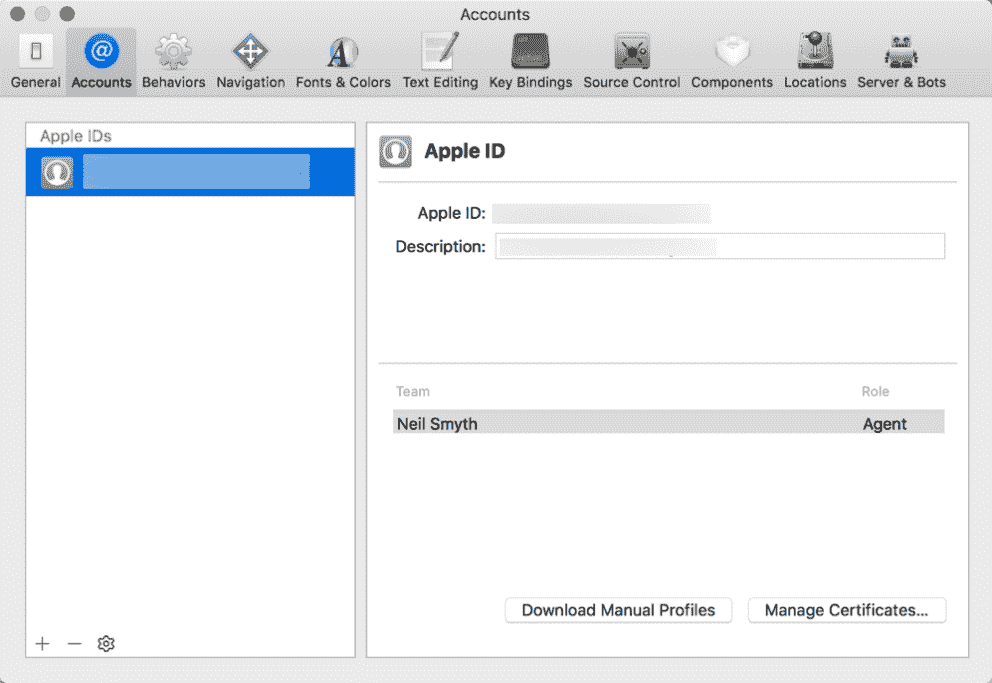 Accounts
General Accounts Behaviors Navigation Fonts & Colors Text Editing Key Bindings Source Control Components Locations Server & Bots
Apple IDs
Apple ID
Apple ID:
Description:
Team Role
Neil Smyth Agent
Download Manual Profiles Manage Certificates...